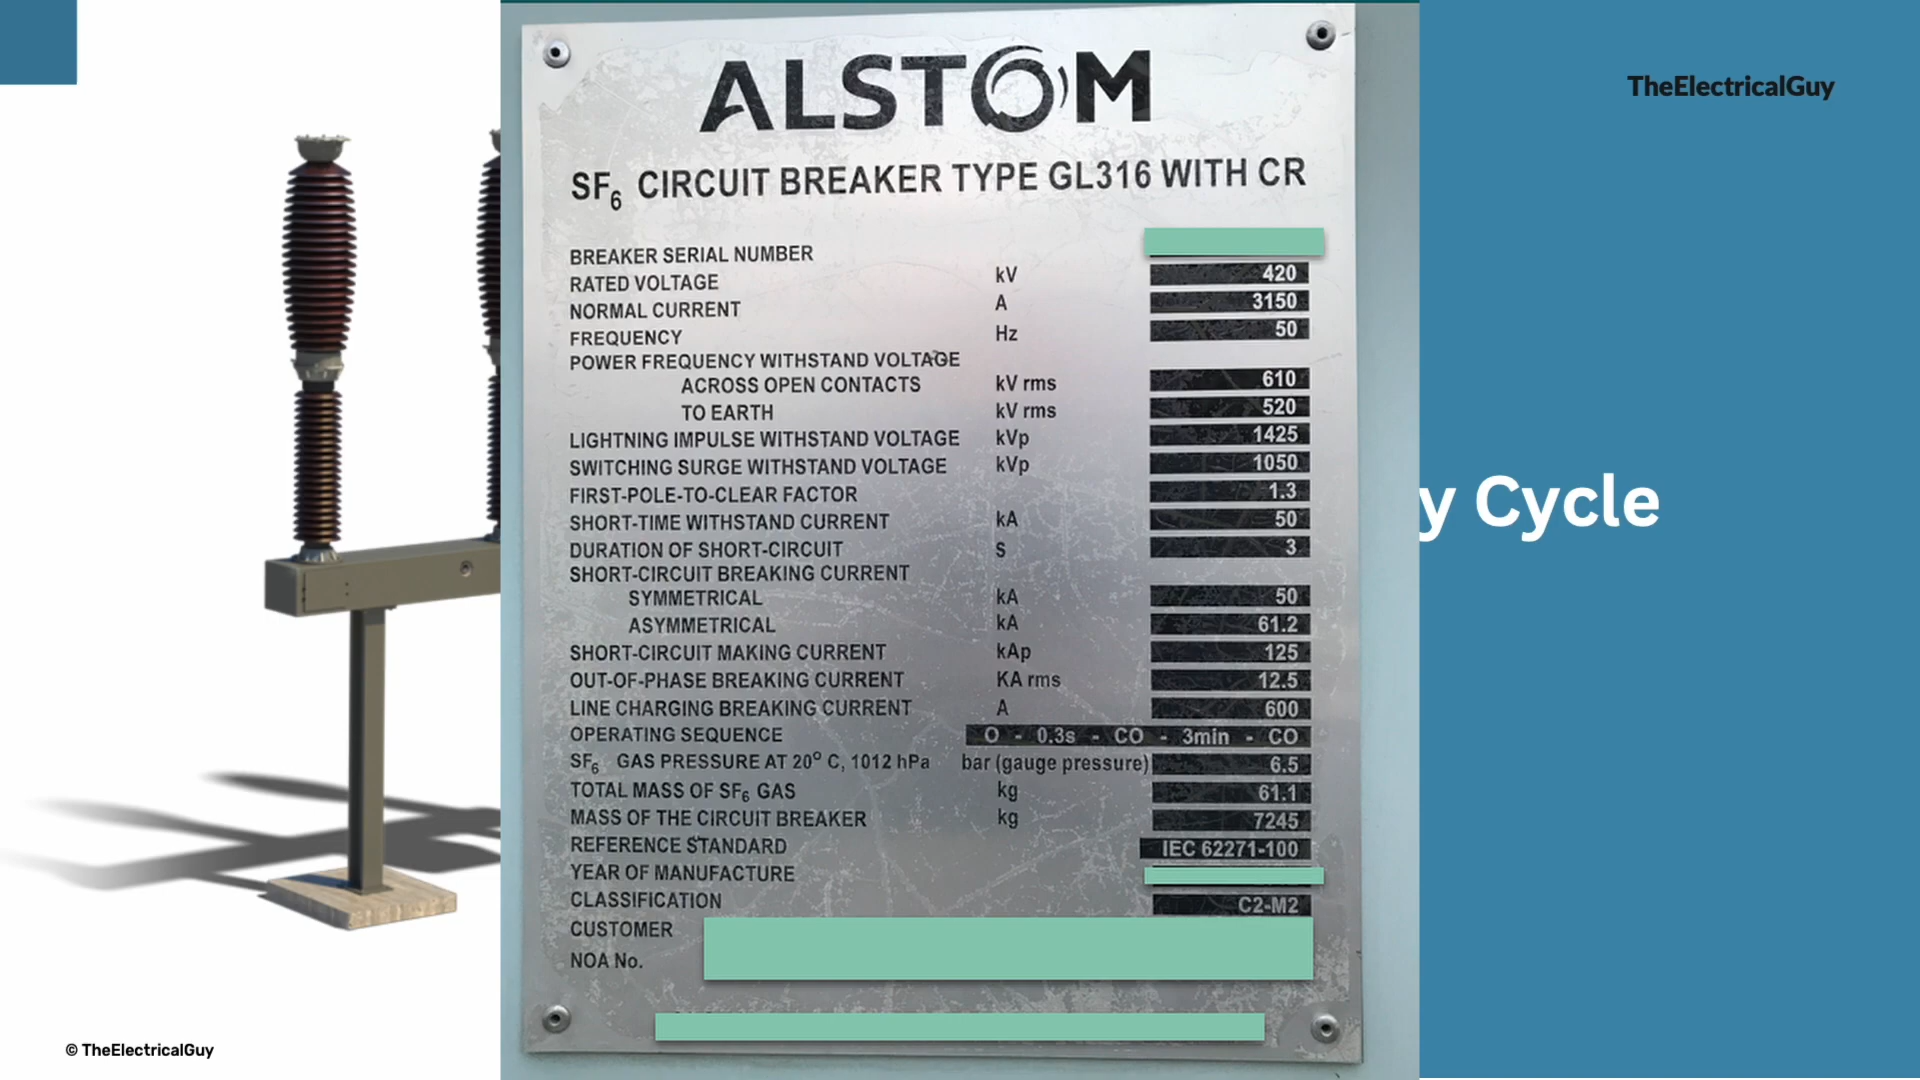 TheElectricalGuy
ALSTOM
SF6 CIRCUIT BREAKER TYPE GL316 WITH CR
BREAKER SERIAL NUMBER
RATED VOLTAGE kV 420
NORMAL CURRENT A 3150
FREQUENCY Hz 50
POWER FREQUENCY WITHSTAND VOLTAGE
ACROSS OPEN CONTACTS kV rms 610
TO EARTH kV rms 520
LIGHTNING IMPULSE WITHSTAND VOLTAGE kVp 1425
SWITCHING SURGE WITHSTAND VOLTAGE kVp 1050
FIRST-POLE-TO-CLEAR FACTOR 1.3
SHORT-TIME WITHSTAND CURRENT kA 50
DURATION OF SHORT-CIRCUIT S 3
SHORT-CIRCUIT BREAKING CURRENT
SYMMETRICAL kA 50
ASYMMETRICAL kA 61.2
SHORT-CIRCUIT MAKING CURRENT kAp 125
OUT-OF-PHASE BREAKING CURRENT KA rms 12.5
LINE CHARGING BREAKING CURRENT A 600
OPERATING SEQUENCE O - 0.3s - CO - 3min - CO
SF6 GAS PRESSURE AT 20° C, 1012 hPa bar (gauge pressure) 6.5
TOTAL MASS OF SF6 GAS kg 61.1
MASS OF THE CIRCUIT BREAKER kg 7245
REFERENCE STANDARD IEC 62271-100
YEAR OF MANUFACTURE
CLASSIFICATION C2-M2
CUSTOMER
NOA No.
y Cycle
© TheElectricalGuy